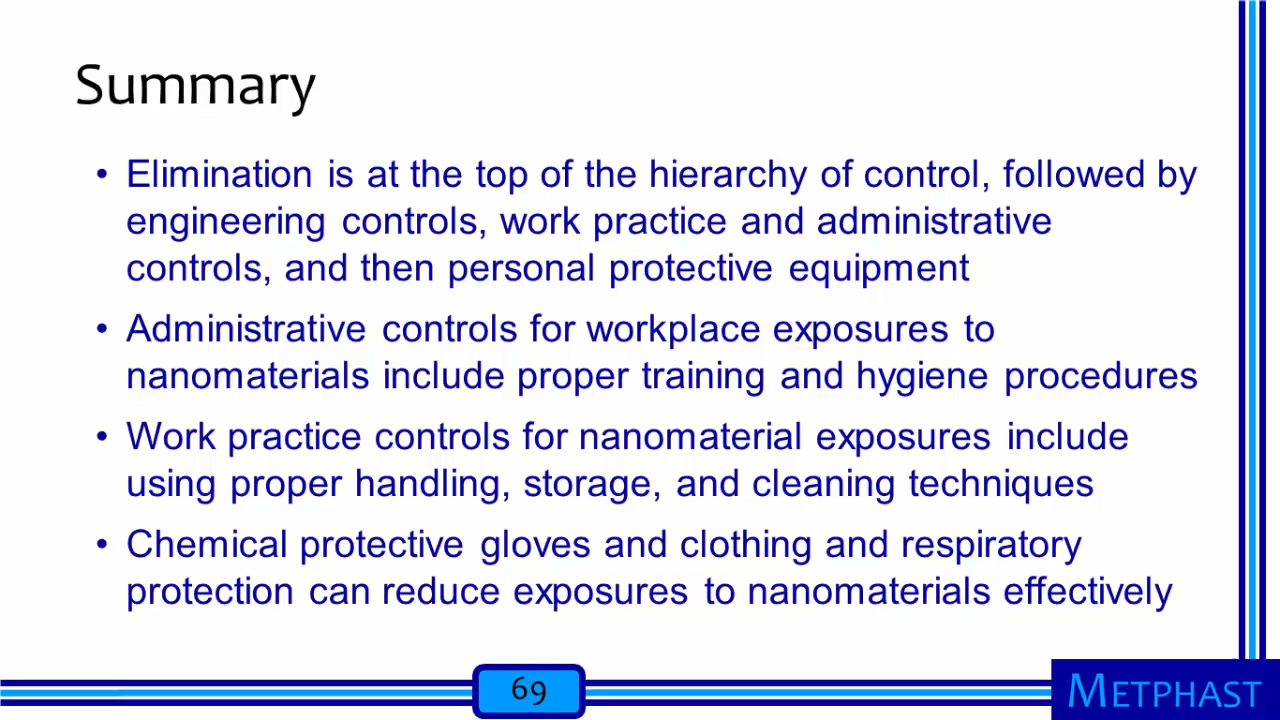 Summary
• Elimination is at the top of the hierarchy of control, followed by
engineering controls, work practice and administrative
controls, and then personal protective equipment
• Administrative controls for workplace exposures to
nanomaterials include proper training and hygiene procedures
• Work practice controls for nanomaterial exposures include
using proper handling, storage, and cleaning techniques
• Chemical protective gloves and clothing and respiratory
protection can reduce exposures to nanomaterials effectively
69
METPHAST